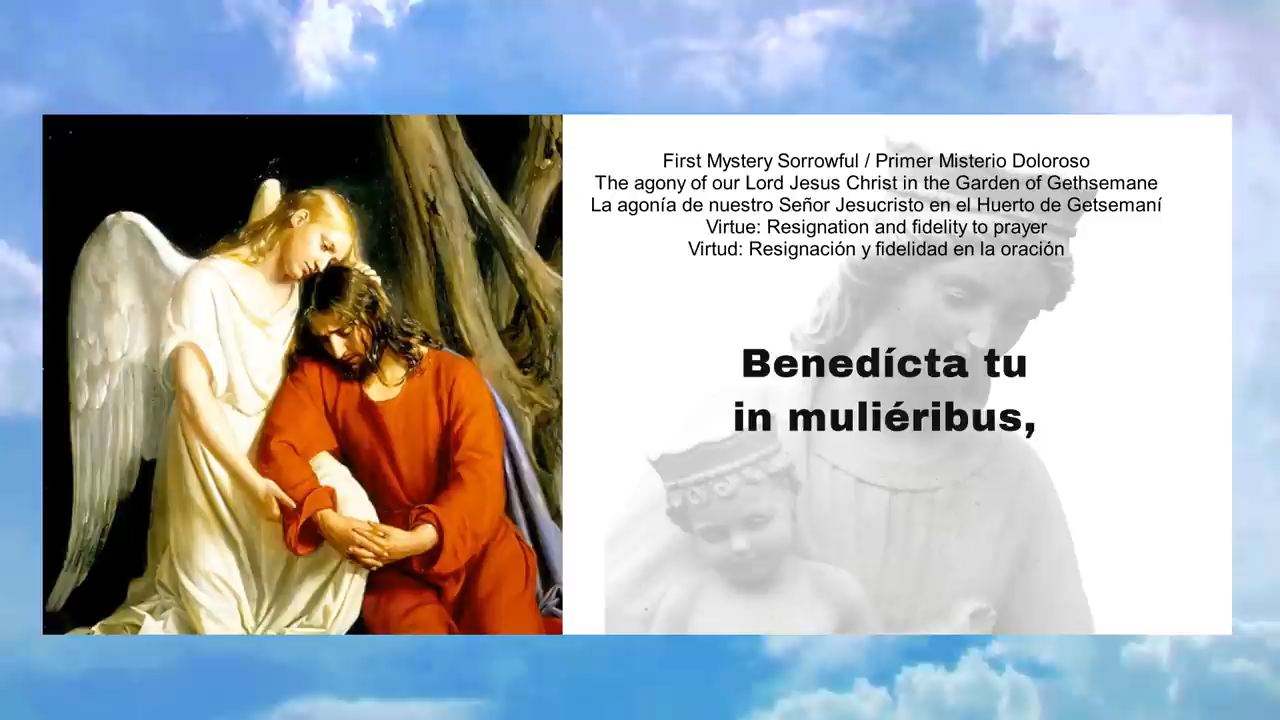 First Mystery Sorrowful / Primer Misterio Doloroso
The agony of our Lord Jesus Christ in the Garden of Gethsemane
La agonía de nuestro Señor Jesucristo en el Huerto de Getsemaní
Virtue: Resignation and fidelity to prayer
Virtud: Resignación y fidelidad en la oración
Benedícta tu
in muliéribus,